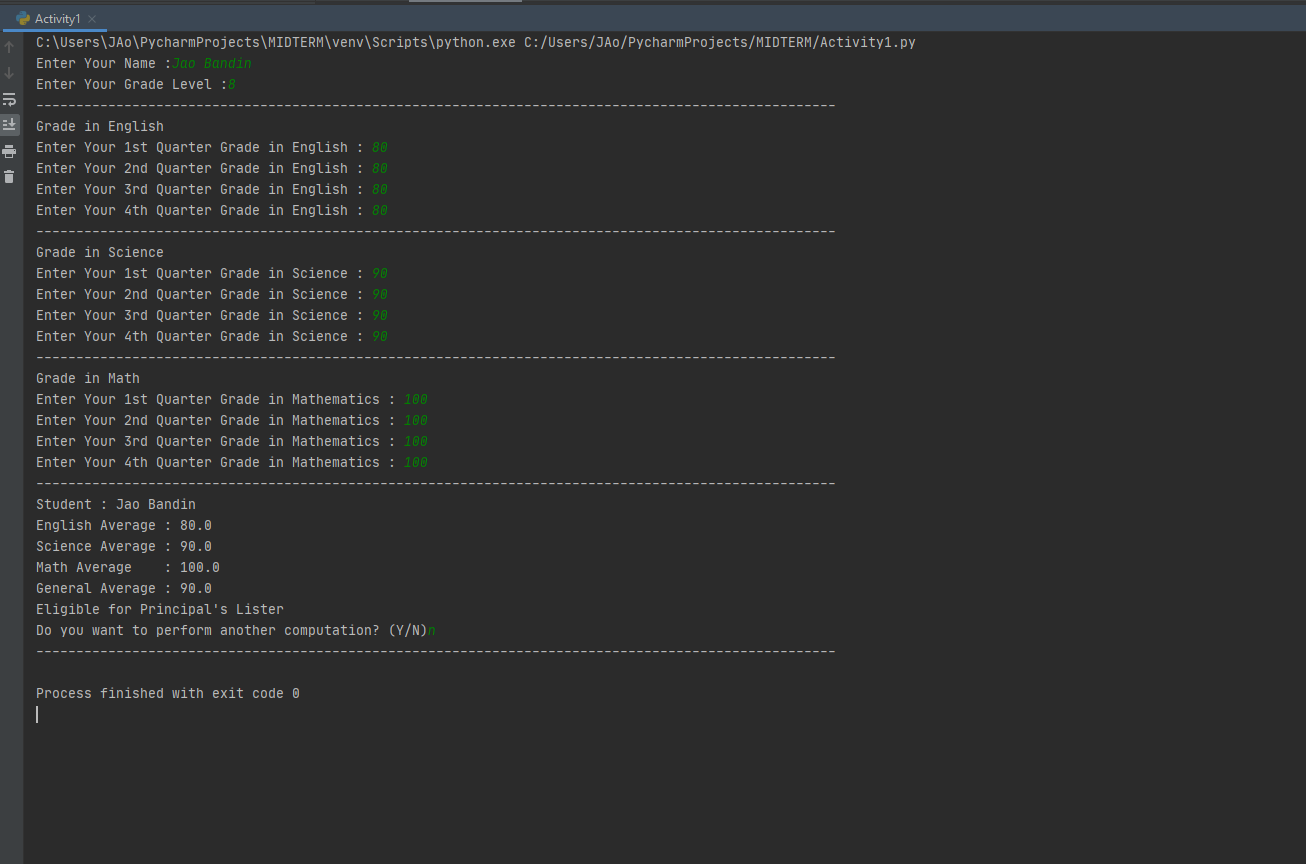 Activity1
C:\Users\JAo\PycharmProjects\MIDTERM\venv\Scripts\python.exe C:/Users/JAo/PycharmProjects/MIDTERM/Activity1.py
Enter Your Name :Jao Bandin
Enter Your Grade Level :8
----------------------------------------------------------------------------------------------------
Grade in English
Enter Your 1st Quarter Grade in English : 80
Enter Your 2nd Quarter Grade in English : 80
Enter Your 3rd Quarter Grade in English : 80
Enter Your 4th Quarter Grade in English : 80
----------------------------------------------------------------------------------------------------
Grade in Science
Enter Your 1st Quarter Grade in Science : 90
Enter Your 2nd Quarter Grade in Science : 90
Enter Your 3rd Quarter Grade in Science : 90
Enter Your 4th Quarter Grade in Science : 90
----------------------------------------------------------------------------------------------------
Grade in Math
Enter Your 1st Quarter Grade in Mathematics : 100
Enter Your 2nd Quarter Grade in Mathematics : 100
Enter Your 3rd Quarter Grade in Mathematics : 100
Enter Your 4th Quarter Grade in Mathematics : 100
----------------------------------------------------------------------------------------------------
Student : Jao Bandin
English Average : 80.0
Science Average : 90.0
Math Average    : 100.0
General Average : 90.0
Eligible for Principal's Lister
Do you want to perform another computation? (Y/N)n
----------------------------------------------------------------------------------------------------
Process finished with exit code 0